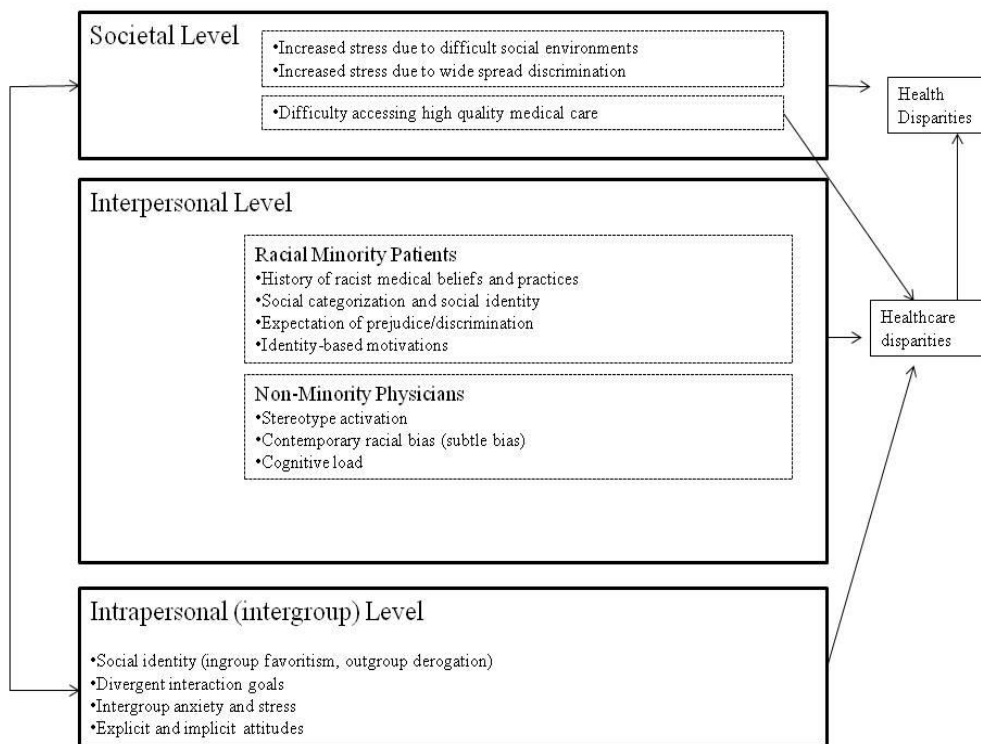 Societal Level
•Increased stress due to difficult social environments
•Increased stress due to wide spread discrimination
•Difficulty accessing high quality medical care
Health
Disparities
Interpersonal Level
Racial Minority Patients
•History of racist medical beliefs and practices
•Social categorization and social identity
•Expectation of prejudice/discrimination
•Identity-based motivations
Healthcare
disparities
Non-Minority Physicians
•Stereotype activation
•Contemporary racial bias (subtle bias)
•Cognitive load
Intrapersonal (intergroup) Level
•Social identity (ingroup favoritism, outgroup derogation)
•Divergent interaction goals
•Intergroup anxiety and stress
•Explicit and implicit attitudes